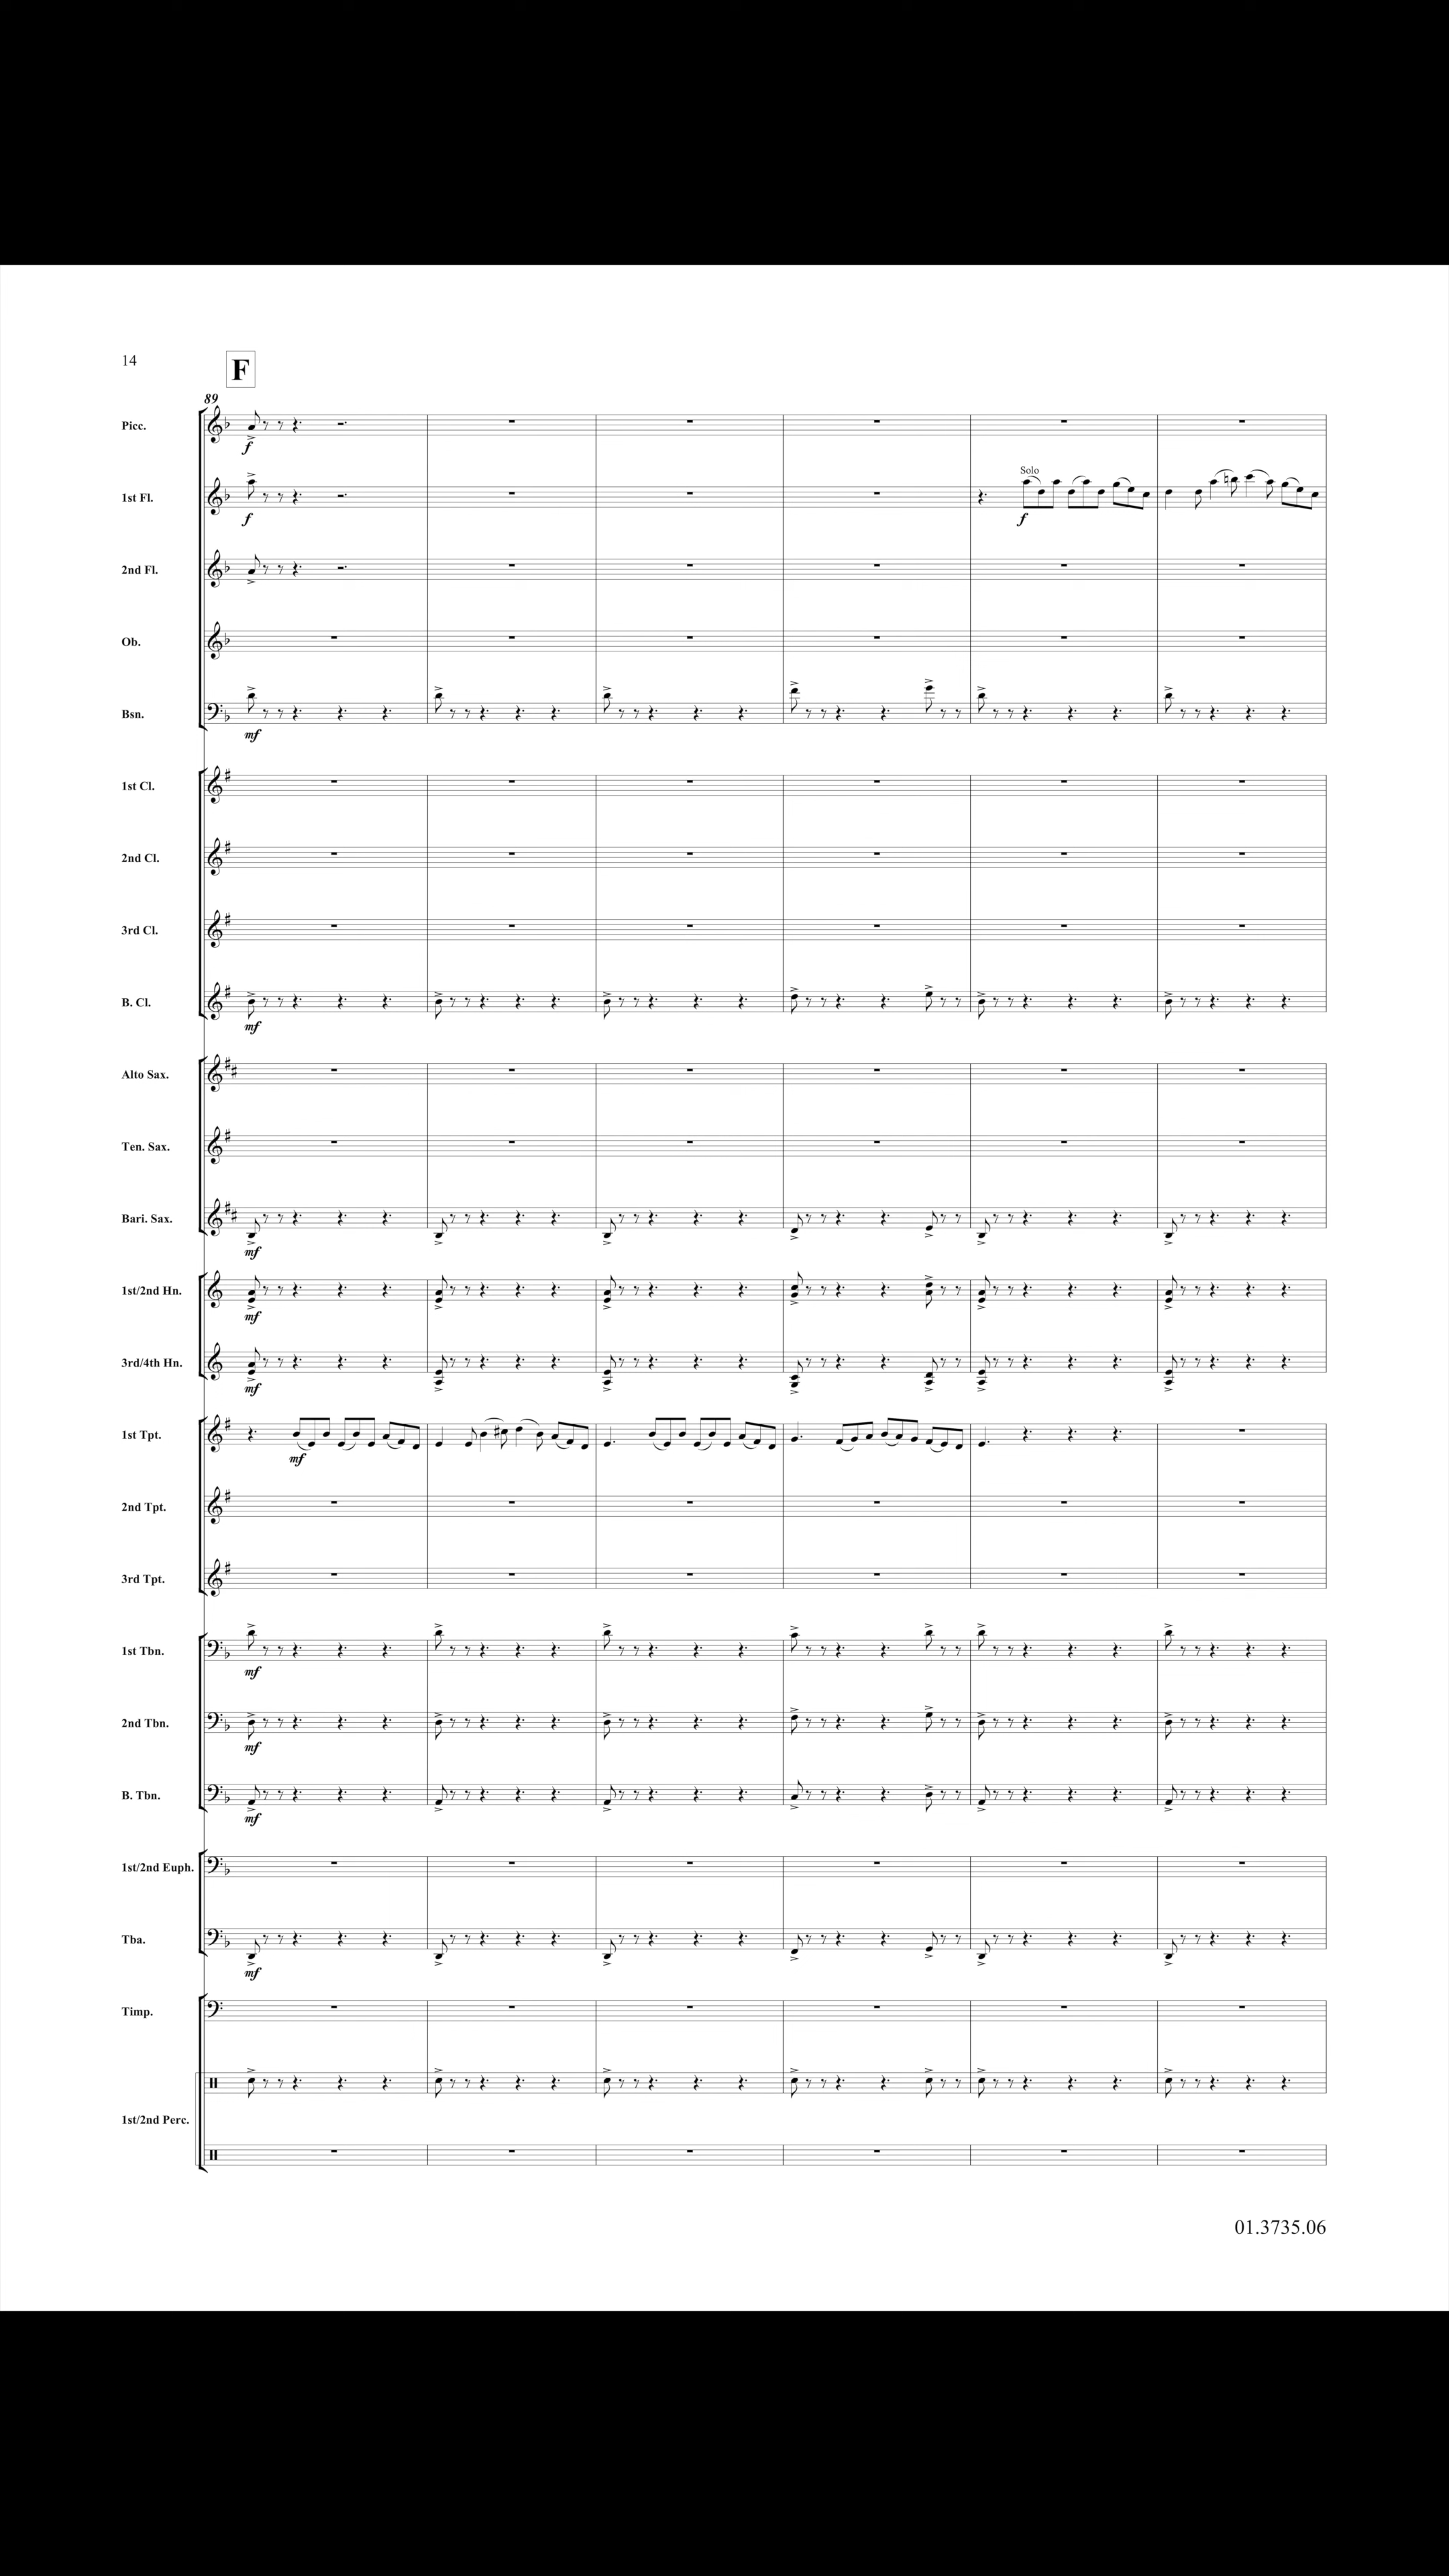 14
F
89
Picc.
f
Solo
1st Fl.
f
f
2nd Fl.
Ob.
Bsn.
mf
1st Cl.
2nd Cl.
3rd Cl.
B. Cl.
mf
Alto Sax.
Ten. Sax.
Bari. Sax.
mf
1st/2nd Hn.
mf
3rd/4th Hn.
mf
1st Tpt.
mf
2nd Tpt.
3rd Tpt.
1st Tbn.
mf
2nd Tbn.
mf
B. Tbn.
mf
1st/2nd Euph.
Tba.
mf
Timp.
1st/2nd Perc.
01.3735.06